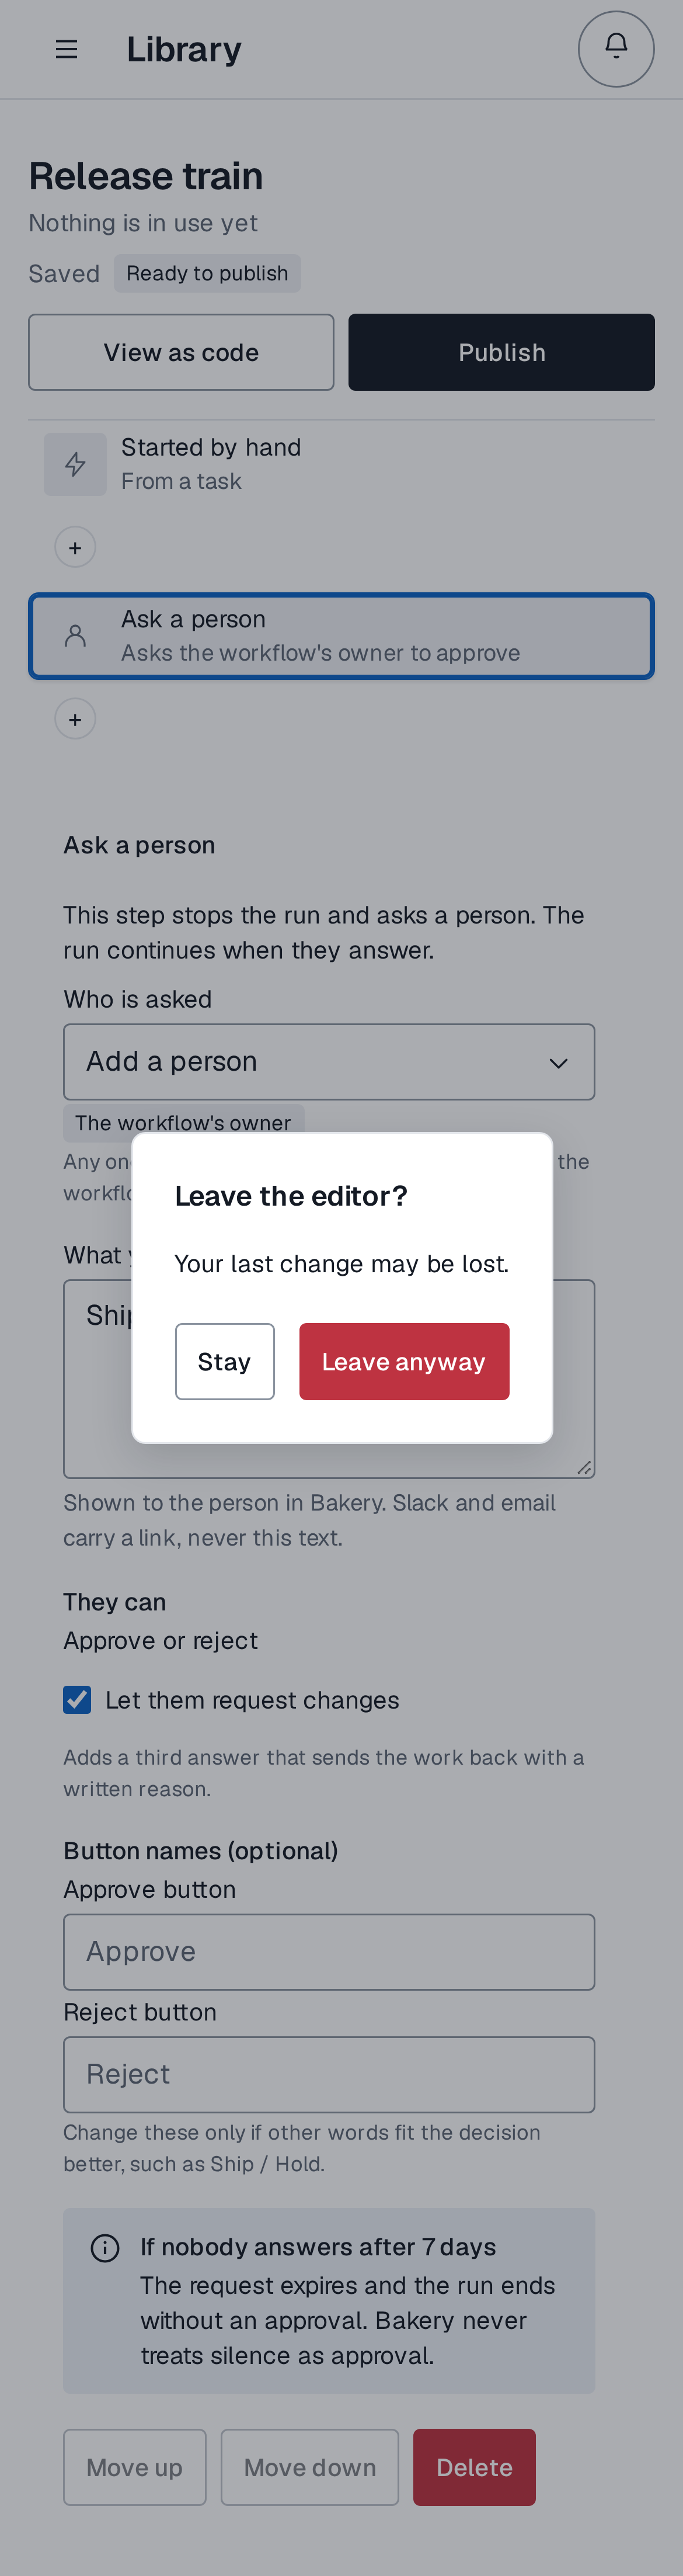 Library
Release train
Nothing is in use yet
Saved
Ready to publish
View as code
Publish
Started by hand
From a task
+
Ask a person
Asks the workflow's owner to approve
+
Ask a person
This step stops the run and asks a person. The
run continues when they answer.
Who is asked
Add a person
The workflow's owner
Any
the
What
Leave the editor?
Your last change may be lost.
Stay
Leave anyway
Shown to the person in Bakery. Slack and email
carry a link, never this text.
They can
Approve or reject
Let them request changes
Adds a third answer that sends the work back with a
written reason.
Button names (optional)
Approve button
Approve
Reject button
Reject
Change these only if other words fit the decision
better, such as Ship / Hold.
If nobody answers after 7 days
The request expires and the run ends
without an approval. Bakery never
treats silence as approval.
Move up
Move down
Delete